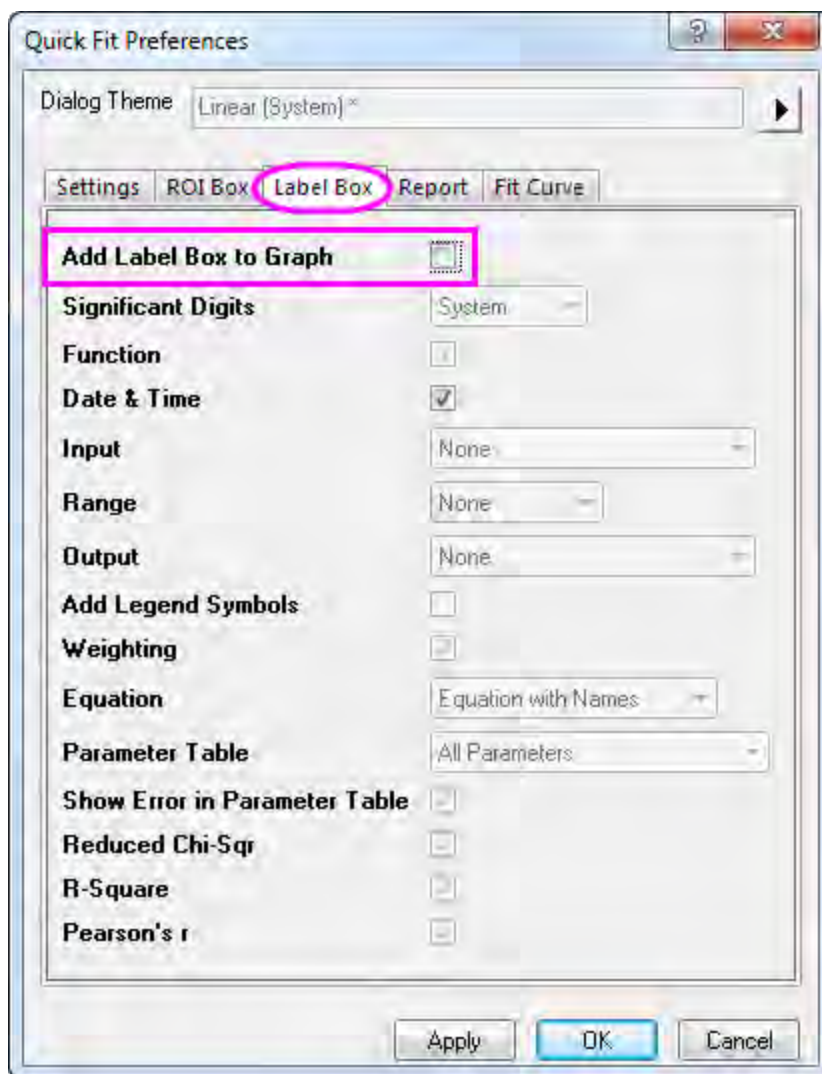 Quick Fit Preferences
Dialog Theme Linear (System) *
Settings ROI Box Label Box Report Fit Curve
Add Label Box to Graph
Significant Digits System
Function
Date & Time
Input None
Range None
Output None
Add Legend Symbols
Weighting
Equation Equation with Names
Parameter Table All Parameters
Show Error in Parameter Table
Reduced Chi-Sqr
R-Square
Pearson's r
Apply OK Cancel